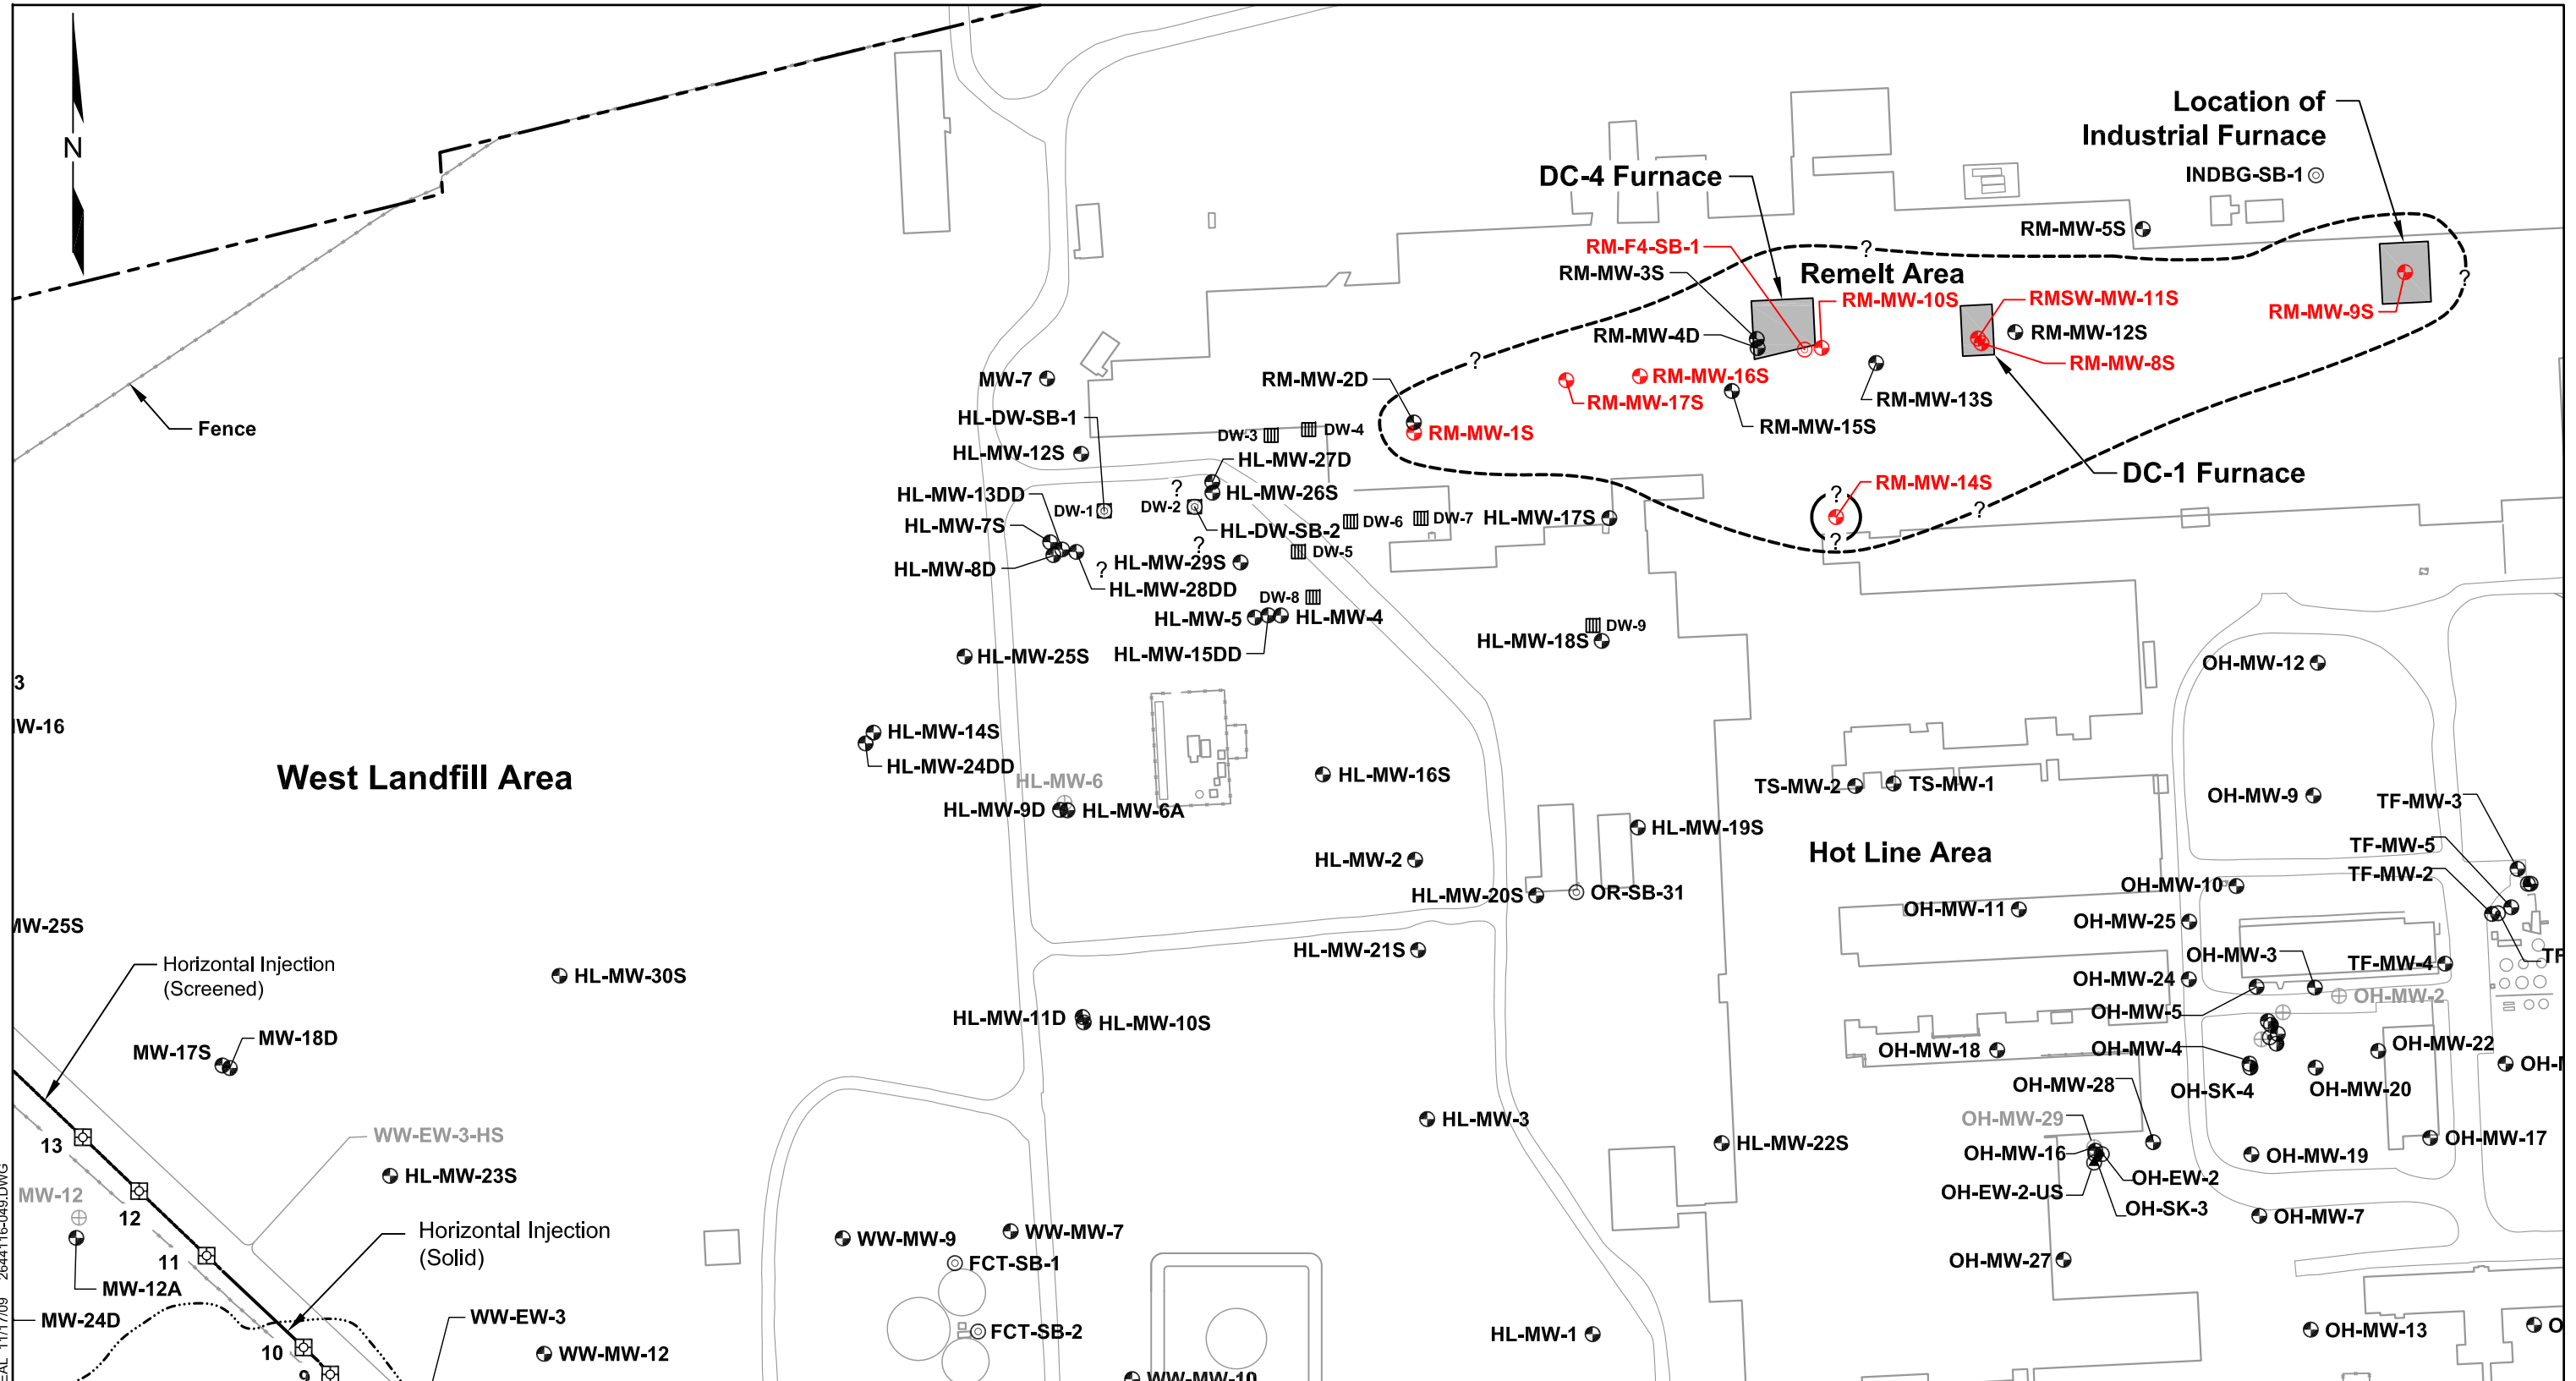 N
Location of
Industrial Furnace
INDBG-SB-1
DC-4 Furnace
RM-MW-5S
RM-F4-SB-1
RM-MW-3S
Remelt Area
RM-MW-10S
RMSW-MW-11S
RM-MW-9S
RM-MW-4D
RM-MW-12S
RM-MW-8S
MW-7
RM-MW-2D
RM-MW-16S
RM-MW-17S
RM-MW-13S
RM-MW-15S
RM-MW-1S
HL-DW-SB-1
Fence
DW-3
DW-4
HL-MW-12S
HL-MW-27D
HL-MW-26S
HL-MW-13DD
DW-1
DW-2
HL-MW-7S
HL-DW-SB-2
DW-6
DW-7
HL-MW-17S
RM-MW-14S
DC-1 Furnace
DW-5
HL-MW-8D
HL-MW-29S
HL-MW-28DD
DW-8
HL-MW-5
HL-MW-4
DW-9
HL-MW-18S
HL-MW-15DD
HL-MW-25S
OH-MW-12
3
MW-16
HL-MW-14S
HL-MW-24DD
West Landfill Area
HL-MW-6
HL-MW-9D
HL-MW-6A
HL-MW-16S
TS-MW-2
TS-MW-1
OH-MW-9
TF-MW-3
HL-MW-19S
TF-MW-5
Hot Line Area
HL-MW-2
TF-MW-2
HL-MW-20S
OR-SB-31
OH-MW-10
OH-MW-11
OH-MW-25
MW-25S
HL-MW-21S
OH-MW-3
TF-MW-4
TF
Horizontal Injection
(Screened)
HL-MW-30S
OH-MW-24
OH-MW-2
OH-MW-5
HL-MW-11D
HL-MW-10S
MW-17S
MW-18D
OH-MW-18
OH-MW-4
OH-MW-22
OH-SK-4
OH-MW-20
OH-MW-28
OH-MW-29
HL-MW-3
13
WW-EW-3-HS
HL-MW-22S
OH-MW-17
OH-MW-16
OH-MW-19
HL-MW-23S
OH-EW-2
OH-EW-2-US
MW-12
12
OH-SK-3
OH-MW-7
Horizontal Injection
(Solid)
WW-MW-9
WW-MW-7
11
FCT-SB-1
OH-MW-27
MW-12A
MW-24D
WW-EW-3
FCT-SB-2
HL-MW-1
OH-MW-13
10
WW-MW-12
9
WW-MW-10
EAL 11/17/09 2644116-049.DWG